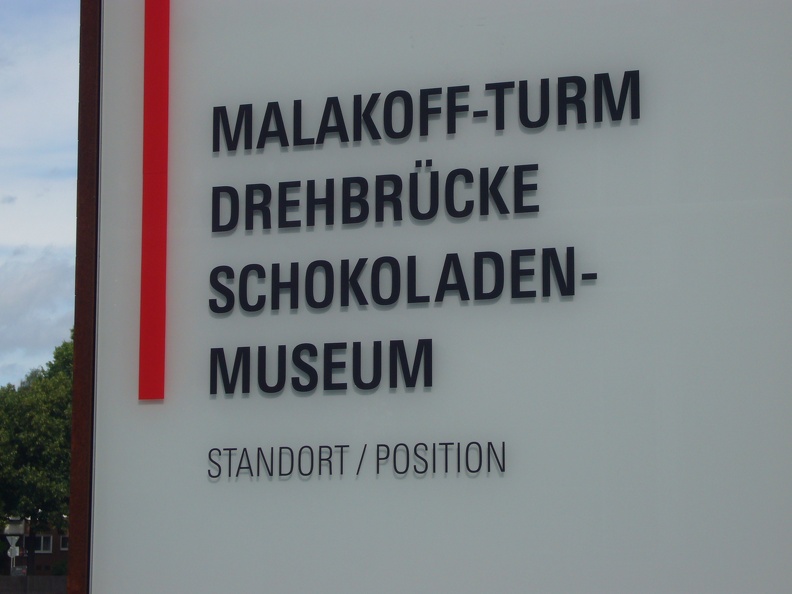 MALAKOFF-TURM
DREHBRÜCKE
SCHOKOLADEN-
MUSEUM
STANDORT / POSITION